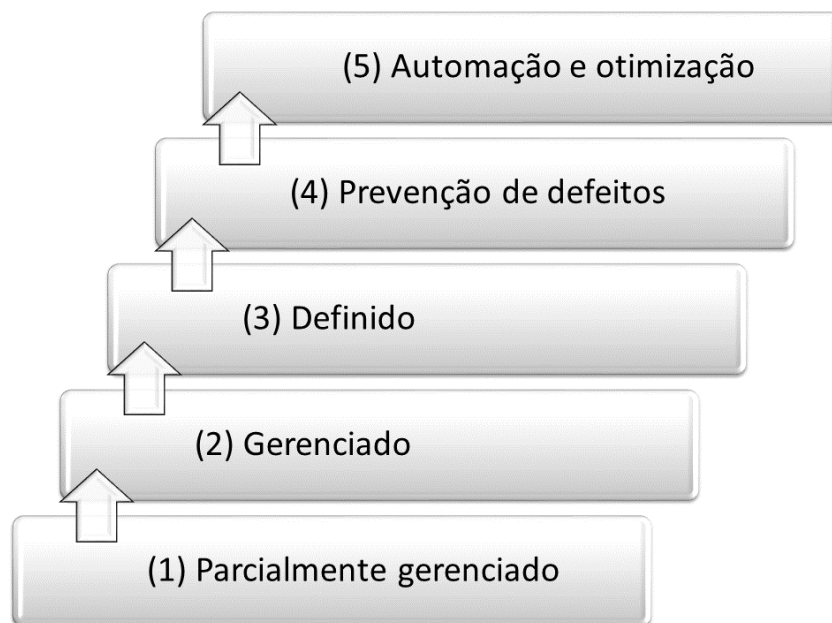 (5) Automação e otimização
(4) Prevenção de defeitos
(3) Definido
(2) Gerenciado
(1) Parcialmente gerenciado